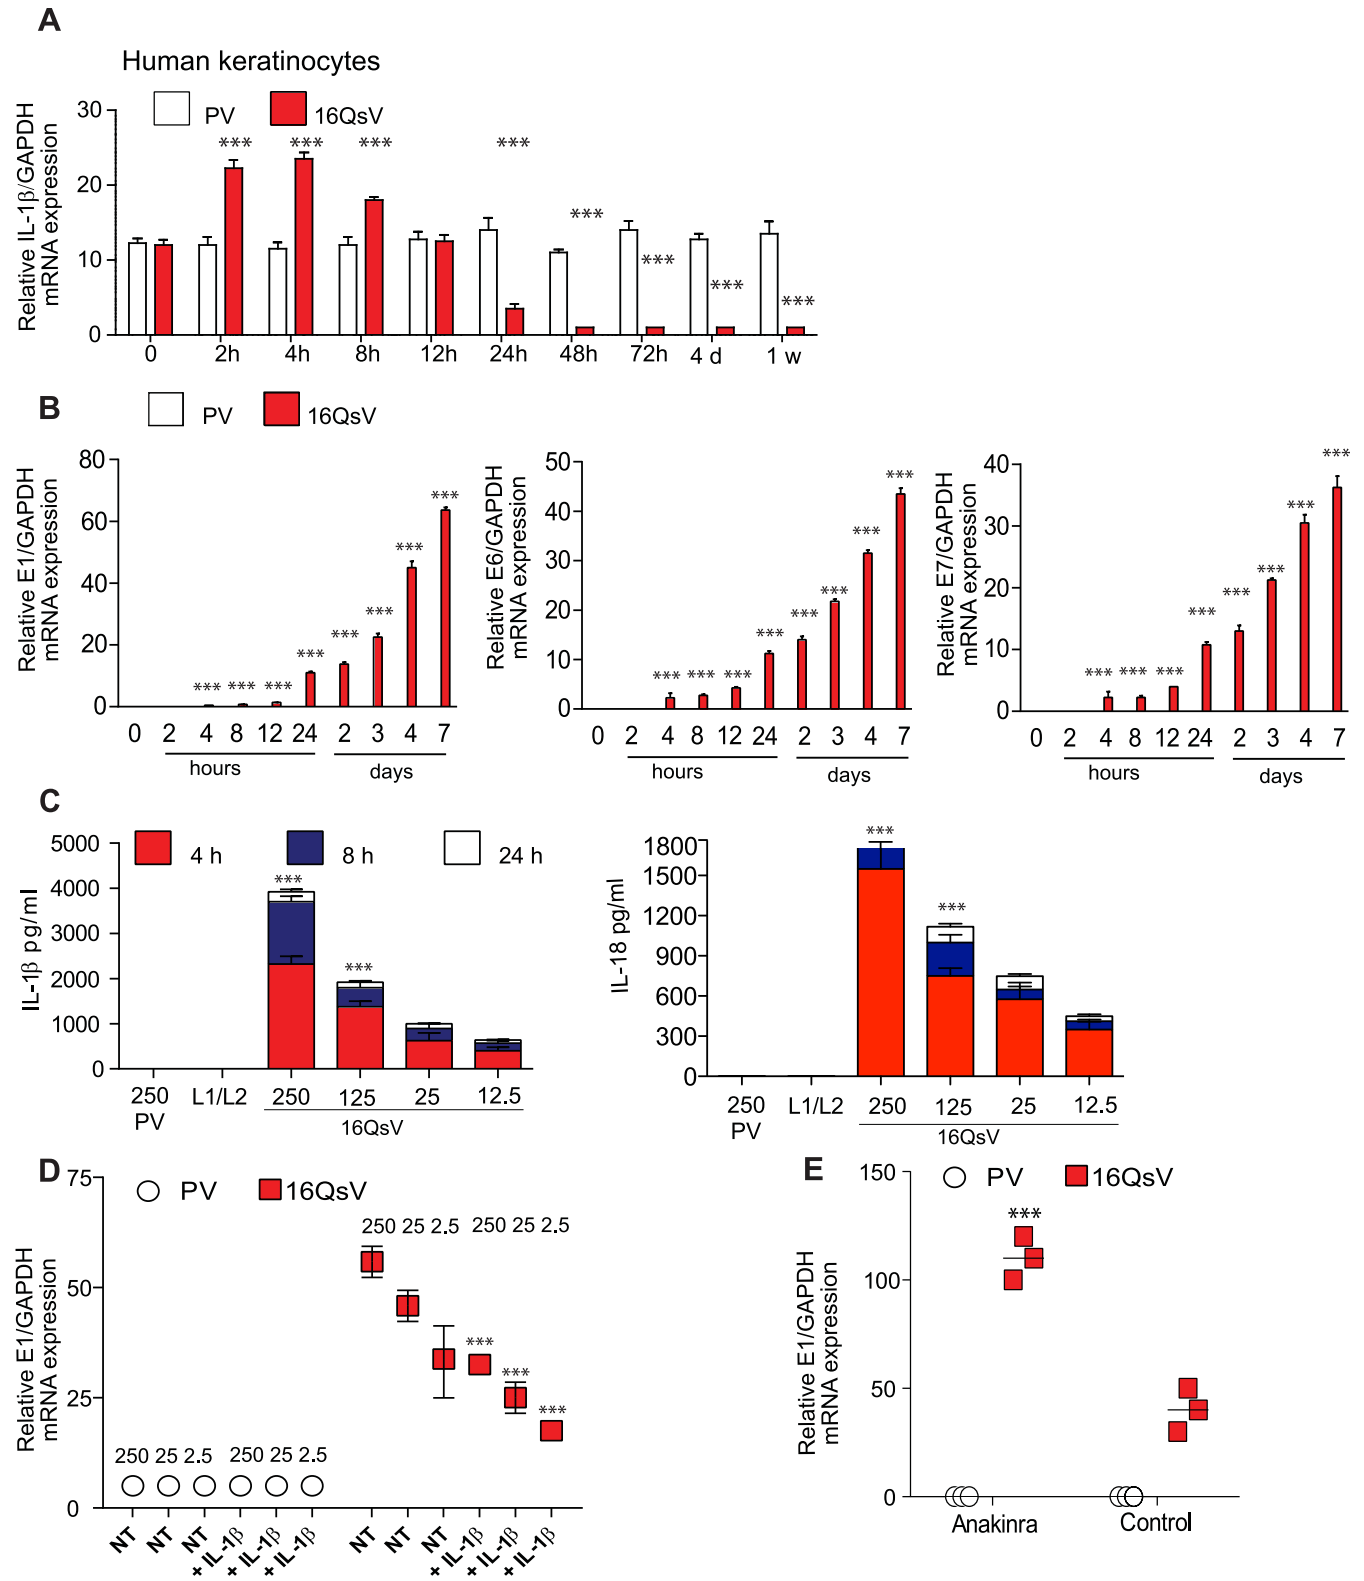 A
Human keratinocytes
PV 16QsV
Relative IL-1β/GAPDH
mRNA expression
30
20
10
0
*** *** *** *** *** *** *** ***
0 2h 4h 8h 12h 24h 48h 72h 4 d 1 w
B
PV 16QsV
Relative E1/GAPDH
mRNA expression
80
60
40
20
0
*** *** *** *** *** *** *** ***
0 2 4 8 12 24 2 3 4 7
hours days
Relative E6/GAPDH
mRNA expression
50
40
30
20
10
0
*** *** *** *** *** *** *** ***
0 2 4 8 12 24 2 3 4 7
hours days
Relative E7/GAPDH
mRNA expression
40
30
20
10
0
*** *** *** *** *** *** *** ***
0 2 4 8 12 24 2 3 4 7
hours days
C
4 h 8 h 24 h
IL-1β pg/ml
5000
4000
3000
2000
1000
0
*** ***
250 L1/L2 250 125 25 12.5
PV 16QsV
IL-18 pg/ml
1800
1500
1200
900
600
300
0
*** ***
250 L1/L2 250 125 25 12.5
PV 16QsV
D
PV 16QsV
Relative E1/GAPDH
mRNA expression
75
50
25
0
250 25 2.5 250 25 2.5
*** *** ***
250 25 2.5 250 25 2.5
NT NT NT + IL-1β + IL-1β + IL-1β NT NT NT + IL-1β + IL-1β + IL-1β
E
PV 16QsV
Relative E1/GAPDH
mRNA expression
150
100
50
0
***
Anakinra Control